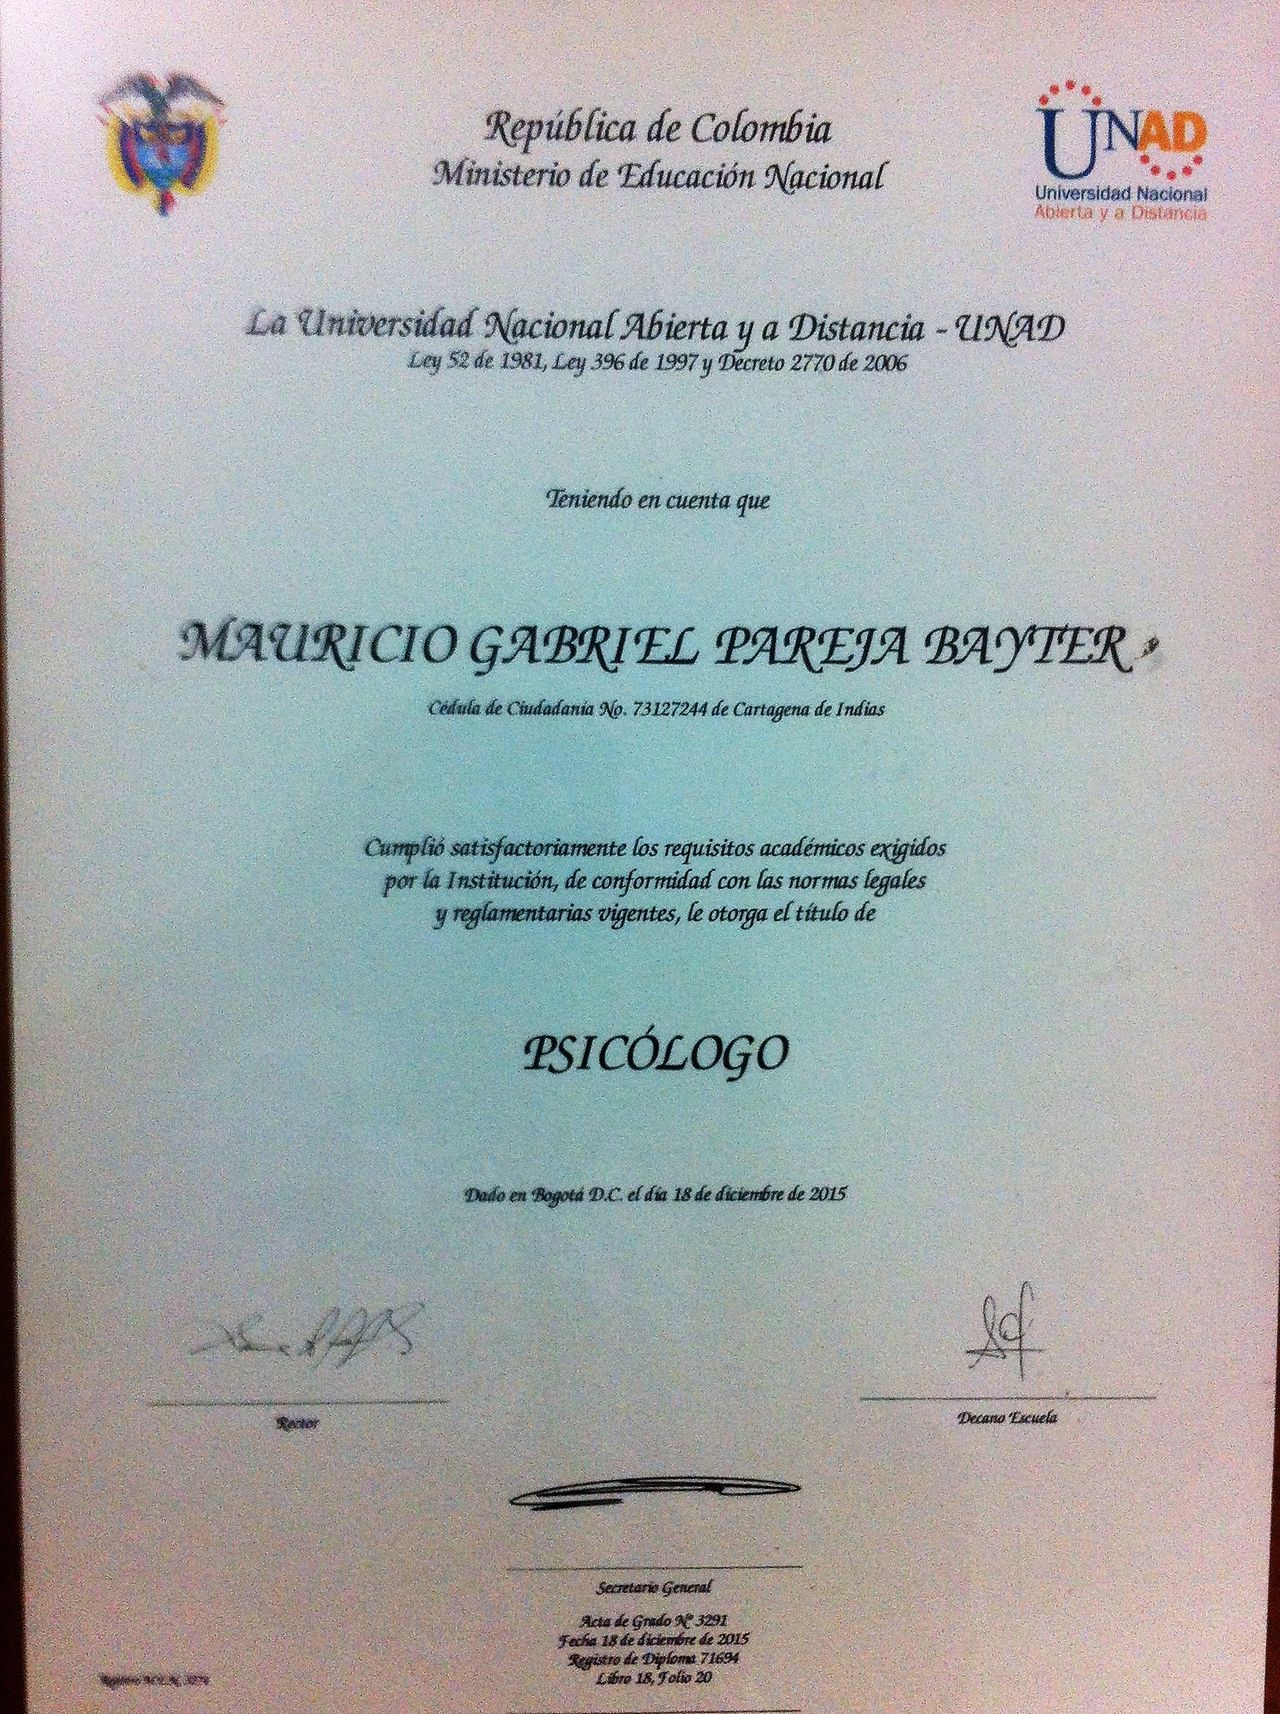 República de Colombia
Ministerio de Educación Nacional
UNAD
Universidad Nacional
Abierta y a Distancia
La Universidad Nacional Abierta y a Distancia - UNAD
Ley 52 de 1981, Ley 396 de 1997 y Decreto 2770 de 2006
Teniendo en cuenta que
MAURICIO GABRIEL PAREJA BAYTER
Cédula de Ciudadanía No. 73127244 de Cartagena de Indias
Cumplió satisfactoriamente los requisitos académicos exigidos
por la Institución, de conformidad con las normas legales
y reglamentarias vigentes, le otorga el título de
PSICÓLOGO
Dado en Bogotá D.C. el día 18 de diciembre de 2015
Rector
Decano Escuela
Secretario General
Acta de Grado Nº 3291
Fecha 18 de diciembre de 2015
Registro de Diploma 71694
Libro 18, Folio 20